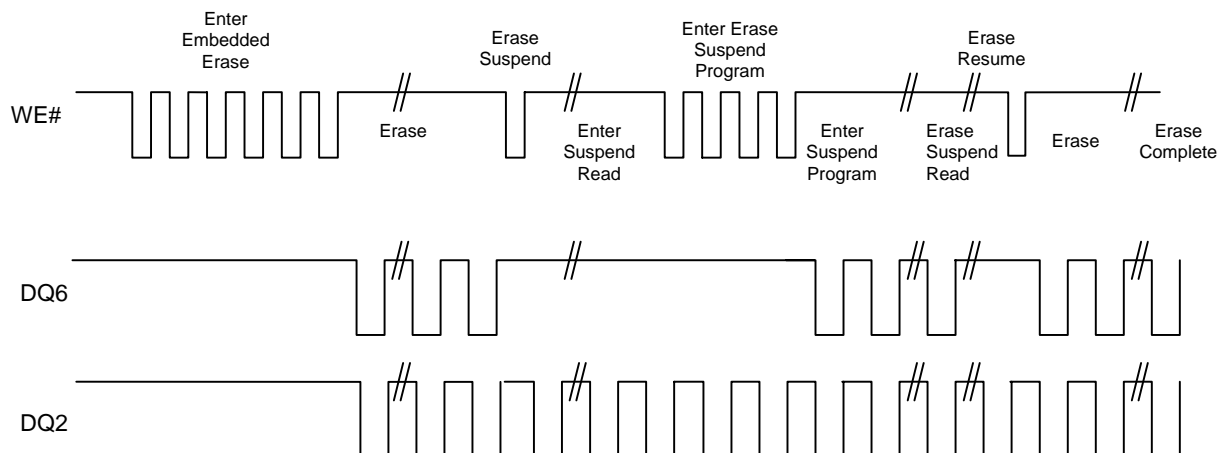 Enter
Embedded
Erase
Erase
Suspend
Enter Erase
Suspend
Program
Erase
Resume
WE#
Erase
Enter
Suspend
Read
Enter
Suspend
Program
Erase
Suspend
Read
Erase
Erase
Complete
DQ6
DQ2